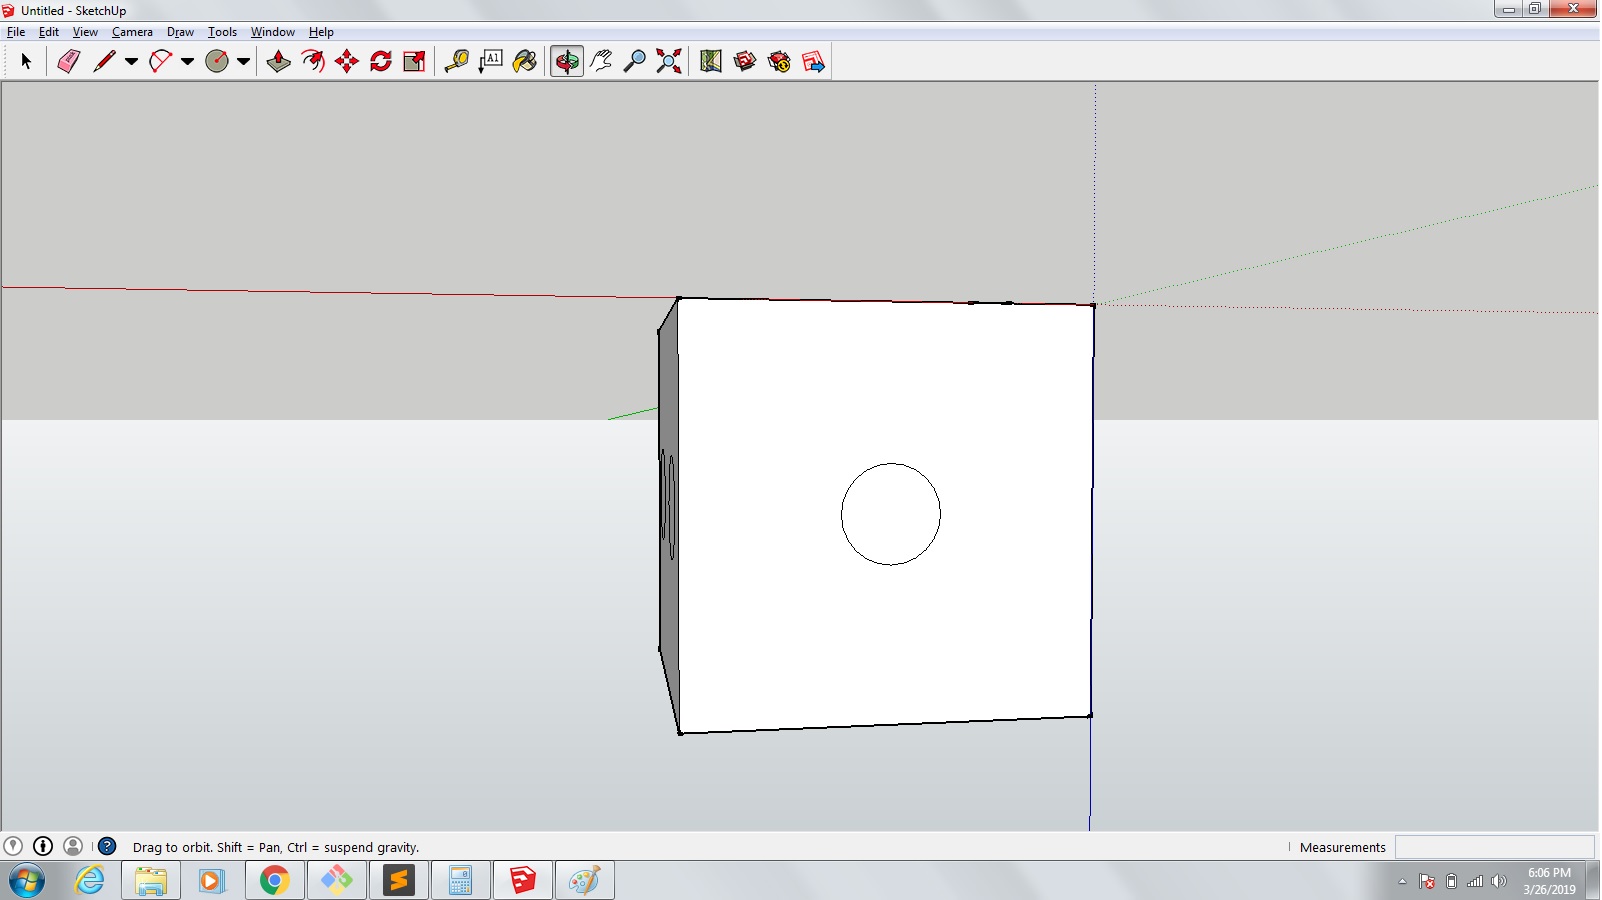 Untitled - SketchUp
File Edit View Camera Draw Tools Window Help
A1
Drag to orbit. Shift = Pan, Ctrl = suspend gravity.
Measurements
6:06 PM
3/26/2019